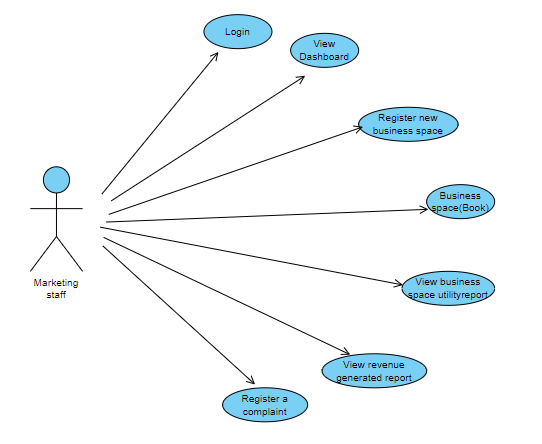 Login
View
Dashboard
Register new
business space
Business
space(Book)
View business
space utilityreport
Marketing
staff
View revenue
generated report
Register a
complaint